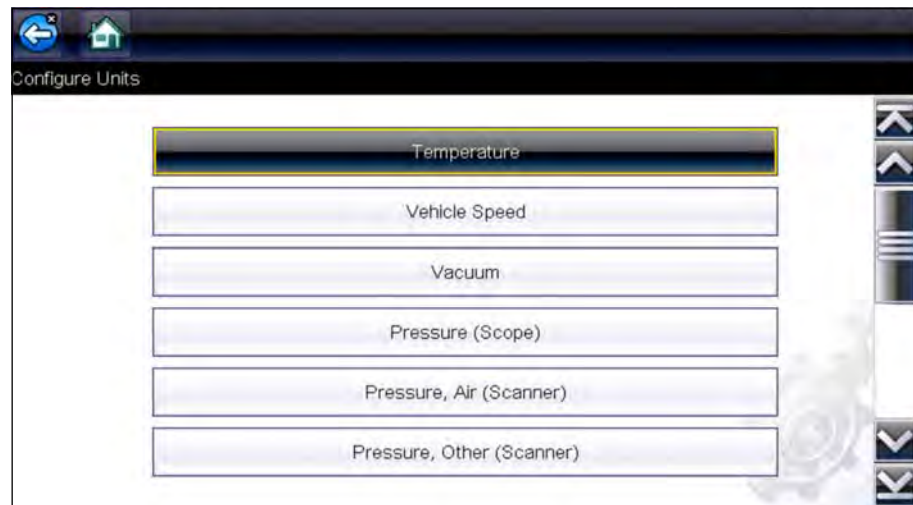 Configure Units
Temperature
Vehicle Speed
Vacuum
Pressure (Scope)
Pressure, Air (Scanner)
Pressure, Other (Scanner)